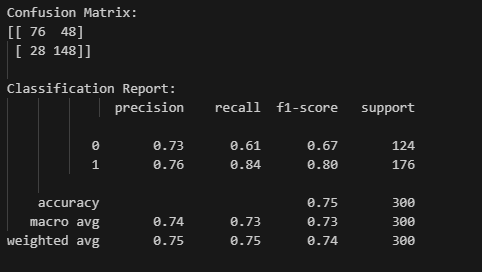 Confusion Matrix:
[[ 76  48]
 [ 28 148]]
Classification Report:
              precision    recall  f1-score   support
           0       0.73      0.61      0.67       124
           1       0.76      0.84      0.80       176
    accuracy                           0.75       300
   macro avg       0.74      0.73      0.73       300
weighted avg       0.75      0.75      0.74       300